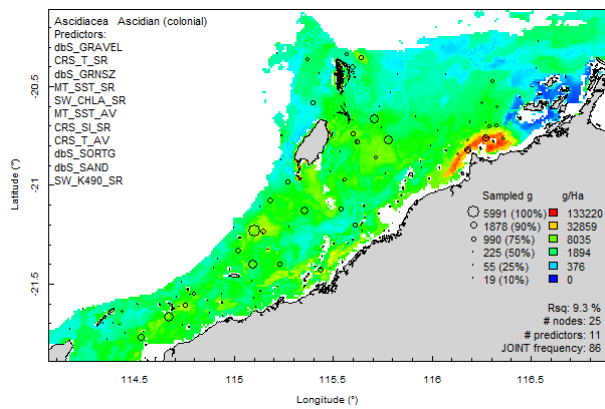 Ascidiacea Ascidian (colonial)
Predictors:
dbS_GRAVEL
CRS_T_SR
dbS_GRNSZ
MT_SST_SR
SW_CHLA_SR
MT_SST_AV
CRS_SI_SR
CRS_T_AV
dbS_SORTG
dbS_SAND
SW_K490_SR
-20.5
-21
-21.5
Latitude (°)
Sampled g g/Ha
5991 (100%) 133220
1878 (90%) 32859
990 (75%) 8035
225 (50%) 1894
55 (25%) 376
19 (10%) 0
Rsq: 9.3 %
# nodes: 25
# predictors: 11
JOINT frequency: 86
114.5 115 115.5 116 116.5
Longitude (°)